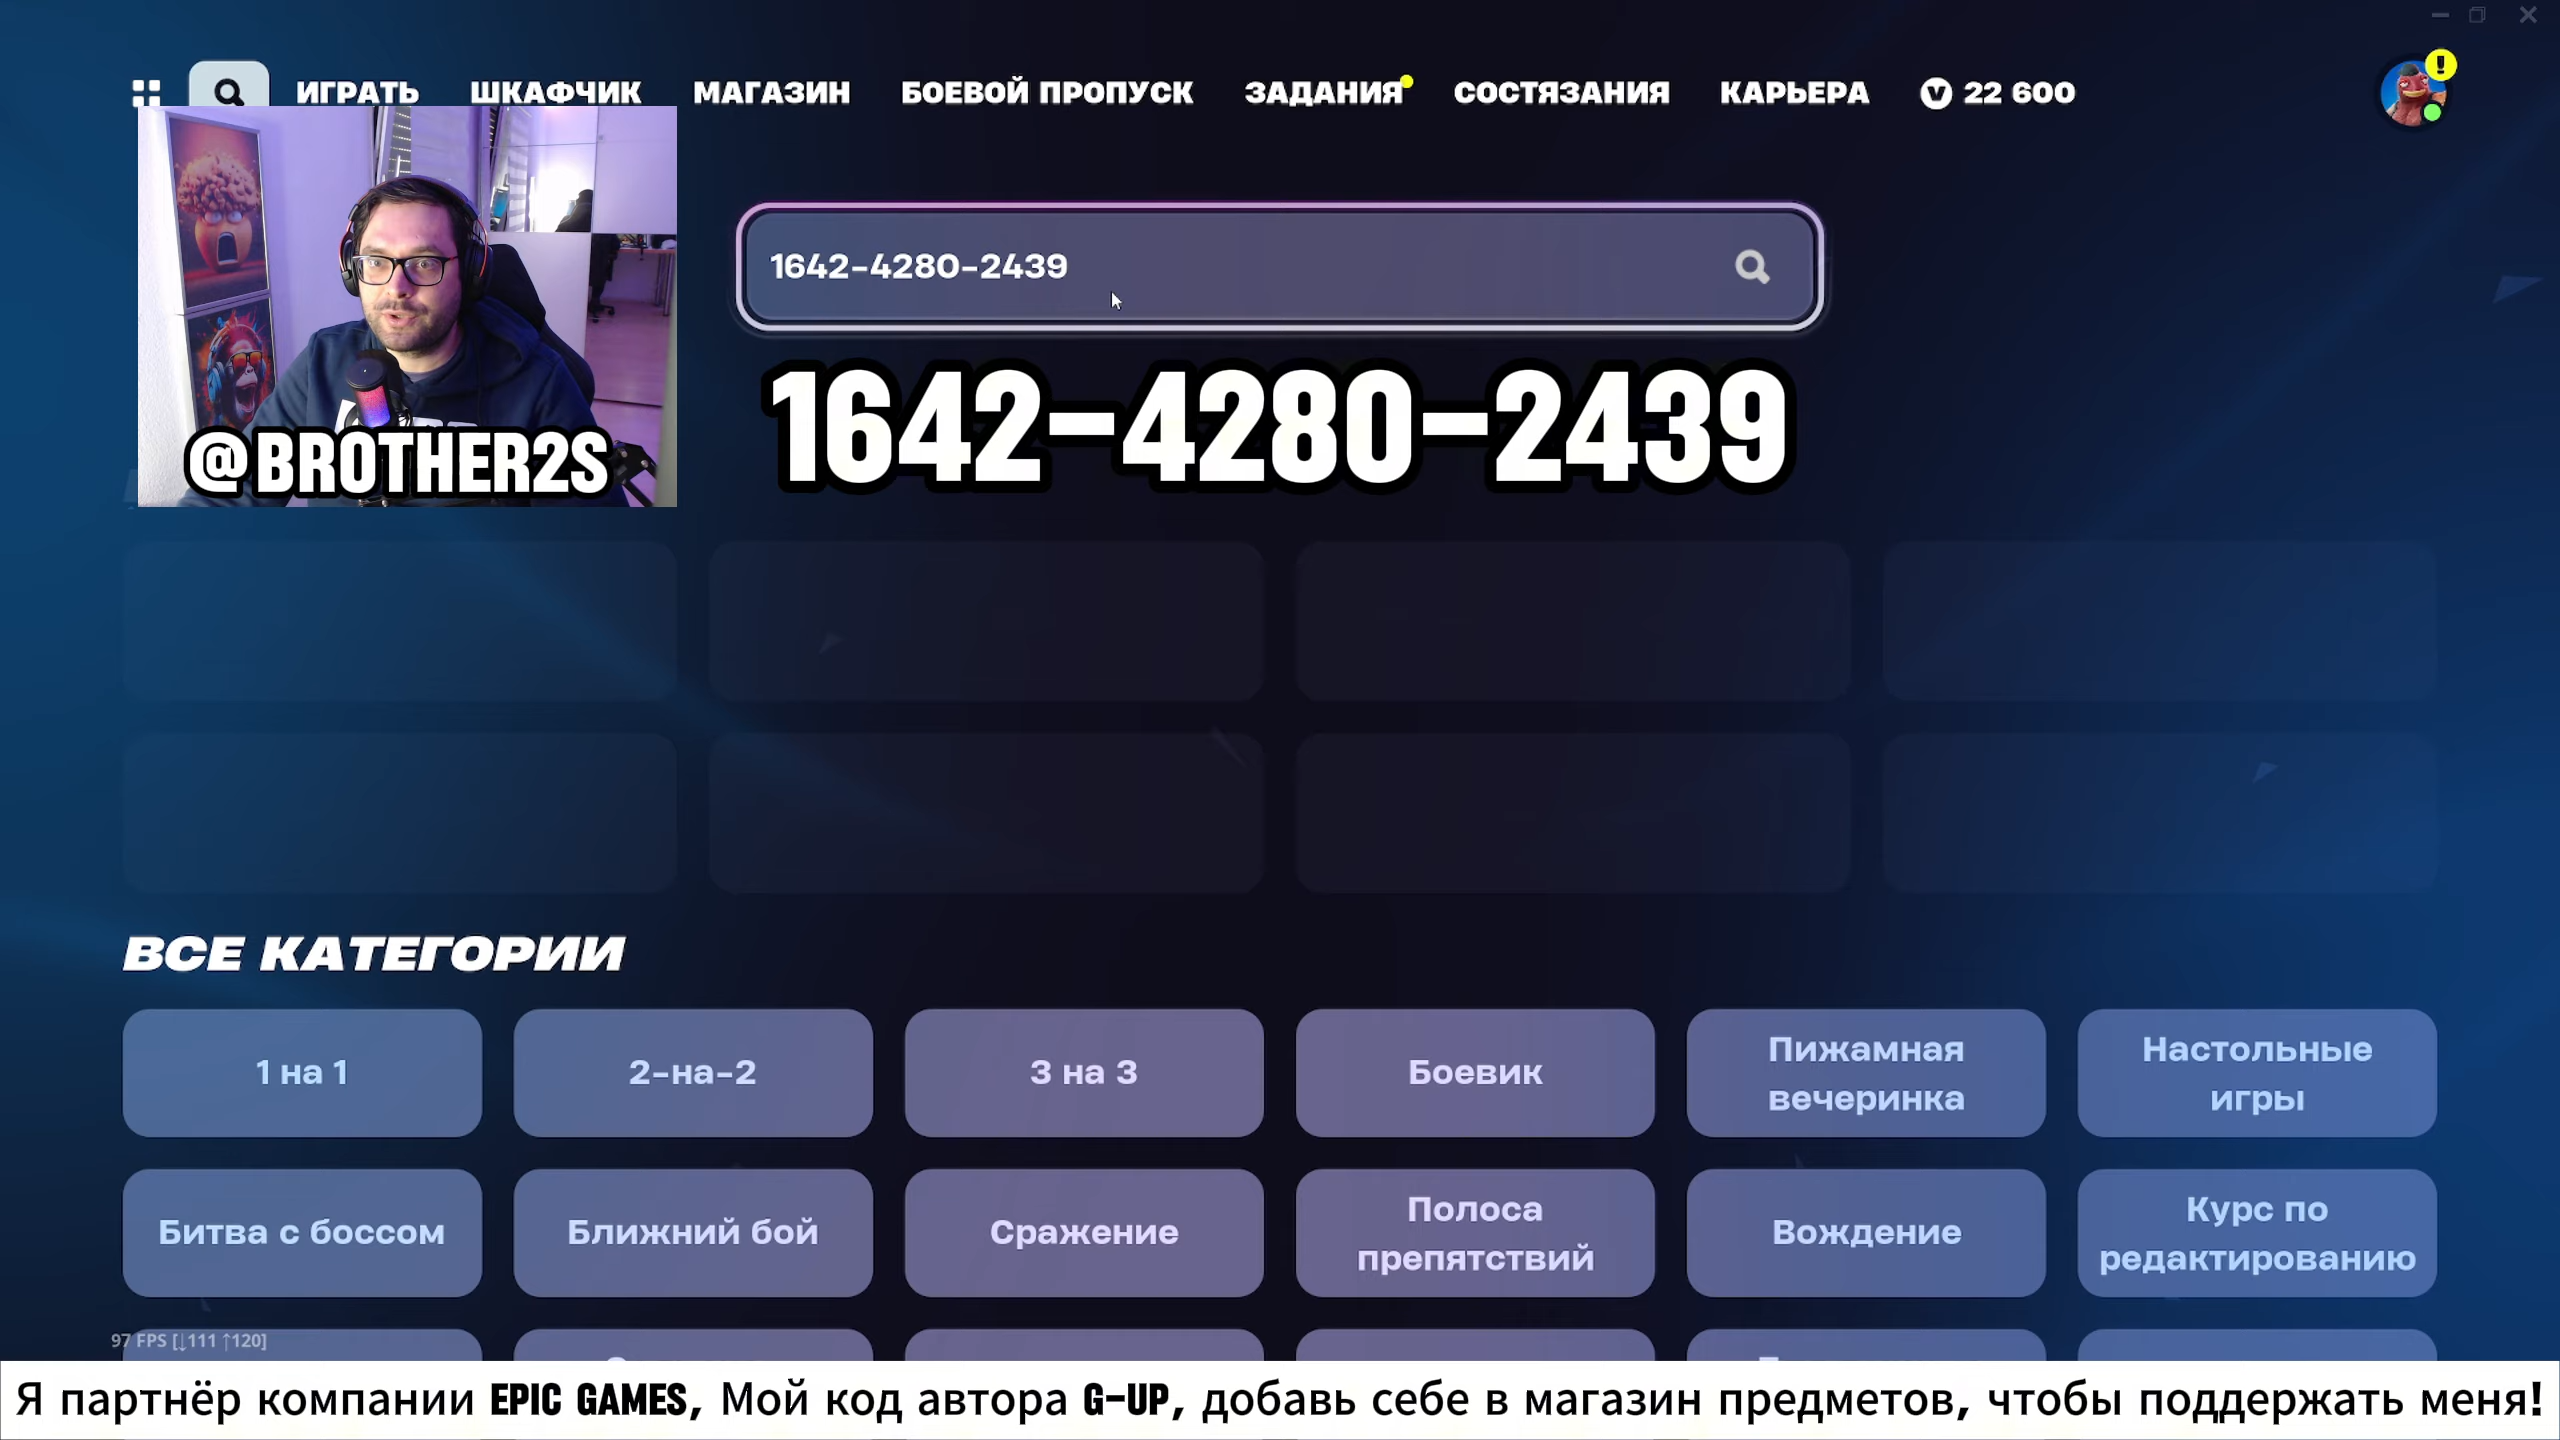 ИГРАТЬ ШКАФЧИК МАГАЗИН БОЕВОЙ ПРОПУСК ЗАДАНИЯ СОСТЯЗАНИЯ КАРЬЕРА V 22 600 !
1642-4280-2439
1642-4280-2439
@BROTHER2S
ВСЕ КАТЕГОРИИ
1 на 1
2-на-2
3 на 3
Боевик
Пижамная
вечеринка
Настольные
игры
Битва с боссом
Ближний бой
Сражение
Полоса
препятствий
Вождение
Курс по
редактированию
97 FPS [↓111 ↑120]
Я партнёр компании EPIC GAMES, Мой код автора G-UP, добавь себе в магазин предметов, чтобы поддержать меня!